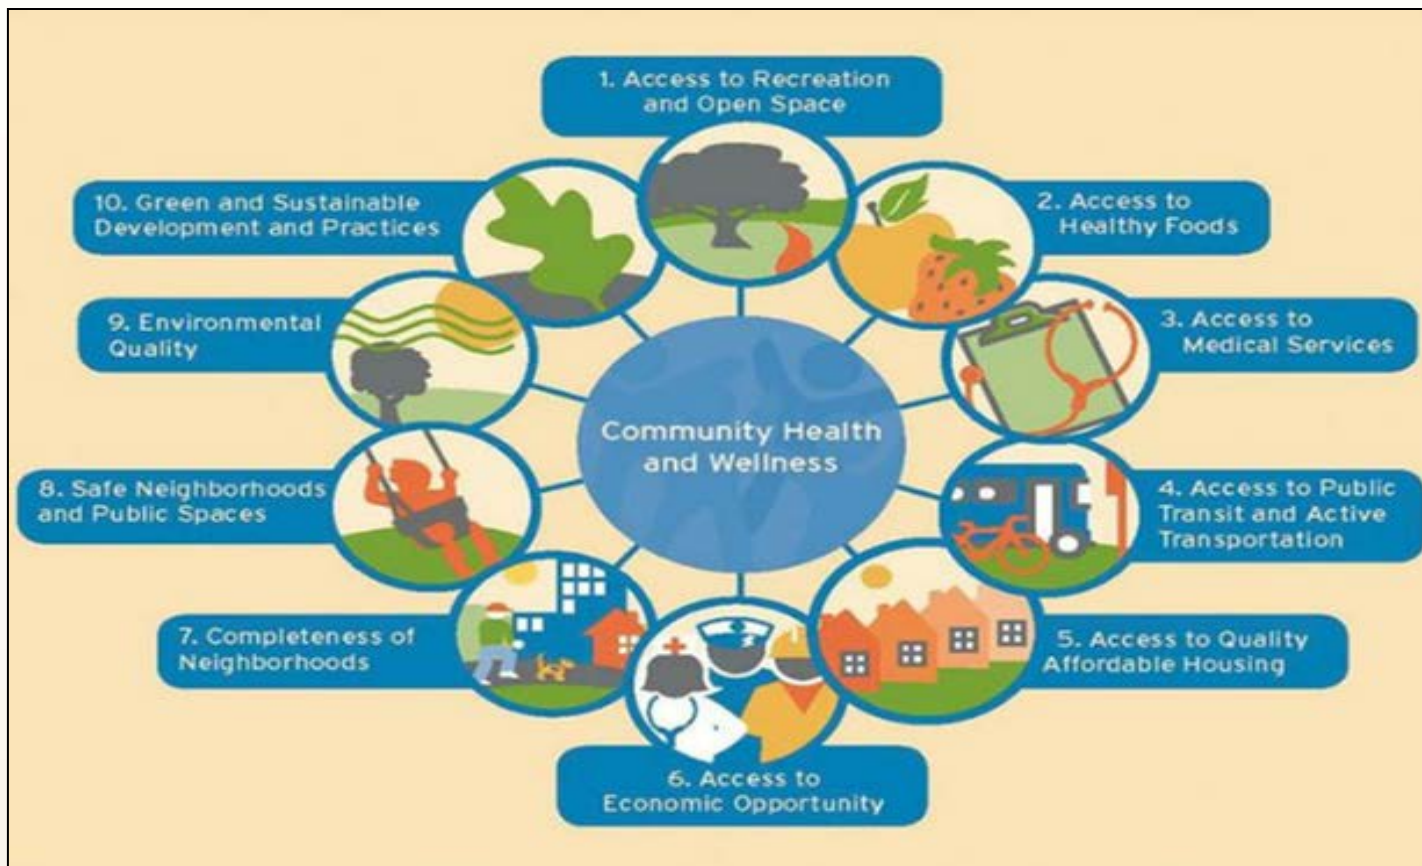 1. Access to Recreation
and Open Space
2. Access to
Healthy Foods
3. Access to
Medical Services
4. Access to Public
Transit and Active
Transportation
5. Access to Quality
Affordable Housing
6. Access to
Economic Opportunity
7. Completeness of
Neighborhoods
8. Safe Neighborhoods
and Public Spaces
9. Environmental
Quality
10. Green and Sustainable
Development and Practices
Community Health
and Wellness